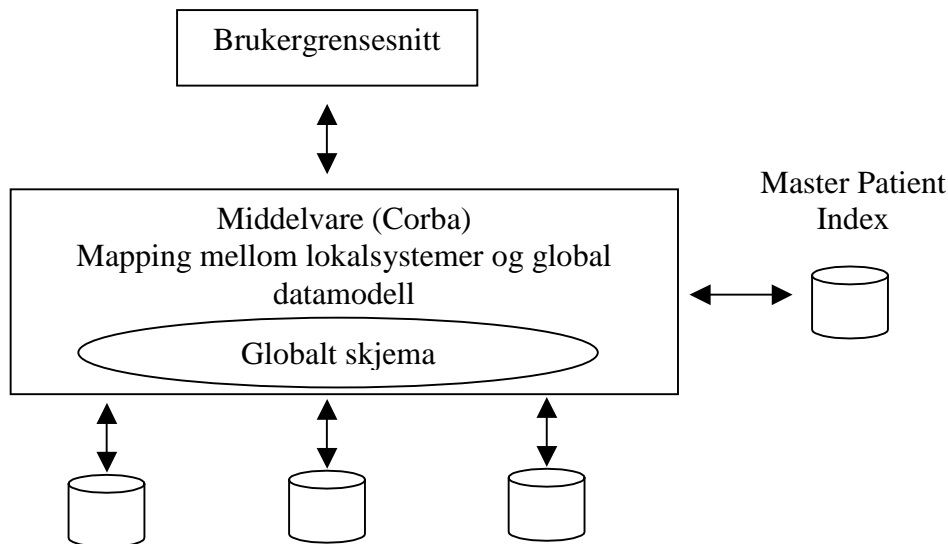 Brukergrensesnitt
Master Patient
Index
Middelvare (Corba)
Mapping mellom lokalsystemer og global
datamodell
Globalt skjema